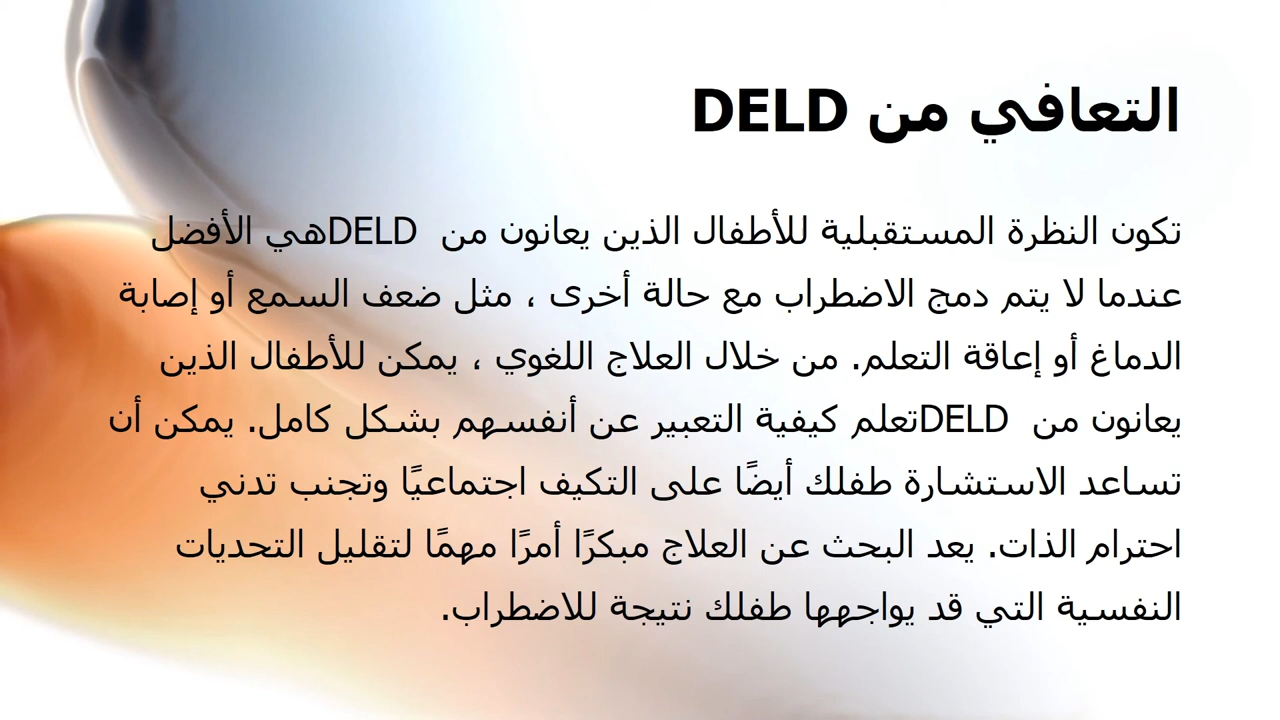 التعافي من DELD
تكون النظرة المستقبلية للأطفال الذين يعانون من DELDهي الأفضل
عندما لا يتم دمج الاضطراب مع حالة أخرى ، مثل ضعف السمع أو إصابة
الدماغ أو إعاقة التعلم. من خلال العلاج اللغوي ، يمكن للأطفال الذين
يعانون من DELDتعلم كيفية التعبير عن أنفسهم بشكل كامل. يمكن أن
تساعد الاستشارة طفلك أيضًا على التكيف اجتماعيًا وتجنب تدني
احترام الذات. يعد البحث عن العلاج مبكرًا أمرًا مهمًا لتقليل التحديات
النفسية التي قد يواجهها طفلك نتيجة للاضطراب.